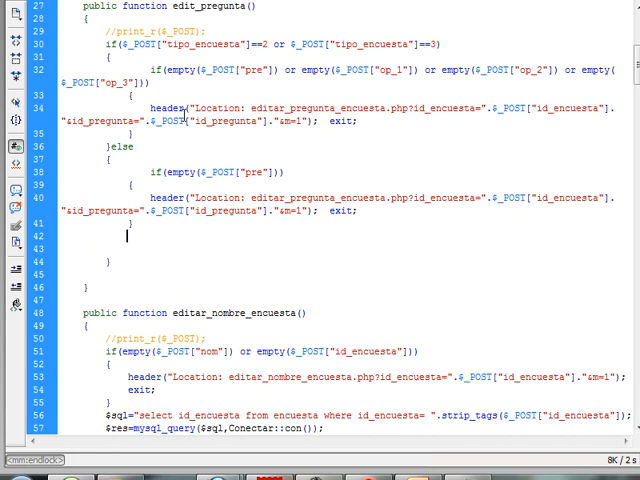 27 public function edit_pregunta()
28 {
29 //print_r($_POST);
30 if($_POST["tipo_encuesta"]==2 or $_POST["tipo_encuesta"]==3)
31 {
32 if(empty($_POST["pre"]) or empty($_POST["op_1"]) or empty($_POST["op_2"]) or empty(
$_POST["op_3"]))
33 {
34 header("Location: editar_pregunta_encuesta.php?id_encuesta=".$_POST["id_encuesta"].
"&id_pregunta=".$_POST["id_pregunta"]."&m=1"); exit;
35 }
36 }else
37 {
38 if(empty($_POST["pre"]))
39 {
40 header("Location: editar_pregunta_encuesta.php?id_encuesta=".$_POST["id_encuesta"].
"&id_pregunta=".$_POST["id_pregunta"]."&m=1"); exit;
41 }
42
43
44 }
45
46 }
47
48 public function editar_nombre_encuesta()
49 {
50 //print_r($_POST);
51 if(empty($_POST["nom"]) or empty($_POST["id_encuesta"]))
52 {
53 header("Location: editar_nombre_encuesta.php?id_encuesta=".$_POST["id_encuesta"]."&m=1");
54 exit;
55 }
56 $sql="select id_encuesta from encuesta where id_encuesta= ".strip_tags($_POST["id_encuesta"]);
57 $res=mysql_query($sql,Conectar::con());
<mm:endlock>
8K / 2 s